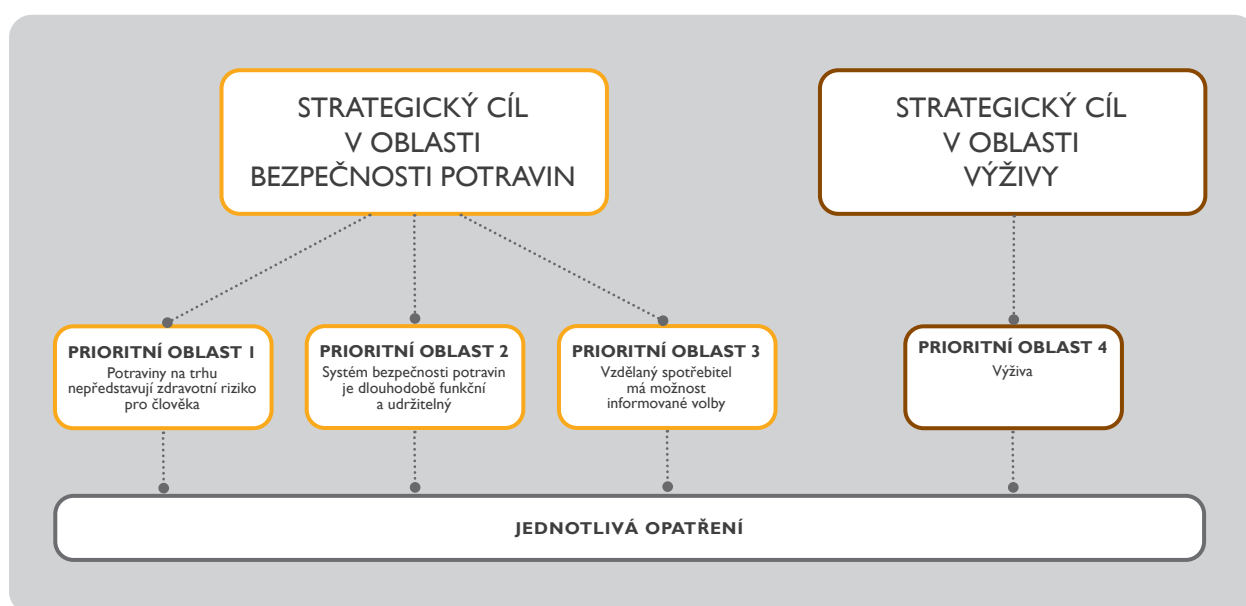 STRATEGICKÝ CÍL
V OBLASTI
BEZPEČNOSTI POTRAVIN
STRATEGICKÝ CÍL
V OBLASTI
VÝŽIVY
PRIORITNÍ OBLAST 1
Potraviny na trhu
nepředstavují zdravotní riziko
pro člověka
PRIORITNÍ OBLAST 2
Systém bezpečnosti potravin
je dlouhodobě funkční
a udržitelný
PRIORITNÍ OBLAST 3
Vzdělaný spotřebitel
má možnost
informované volby
PRIORITNÍ OBLAST 4
Výživa
JEDNOTLIVÁ OPATŘENÍ